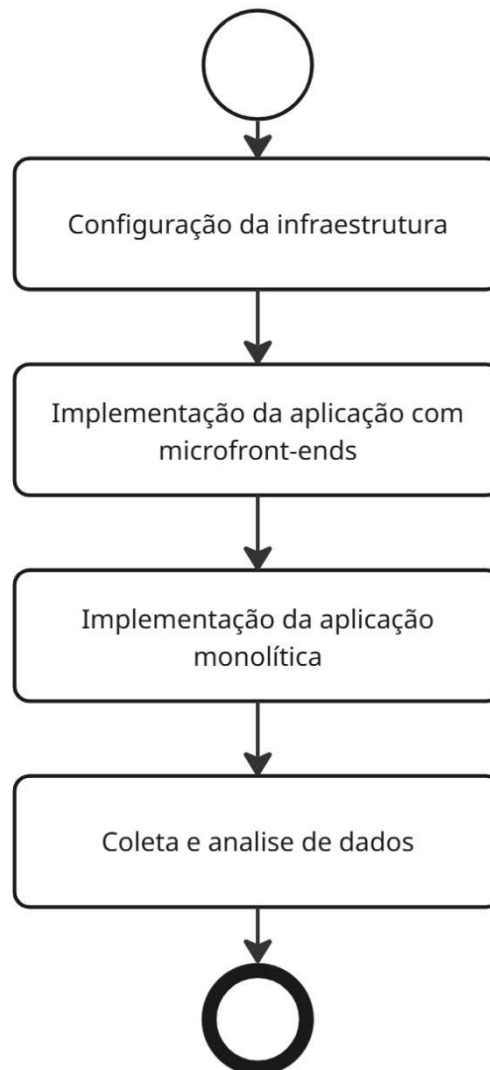 Configuração da infraestrutura
Implementação da aplicação com
microfront-ends
Implementação da aplicação
monolítica
Coleta e analise de dados